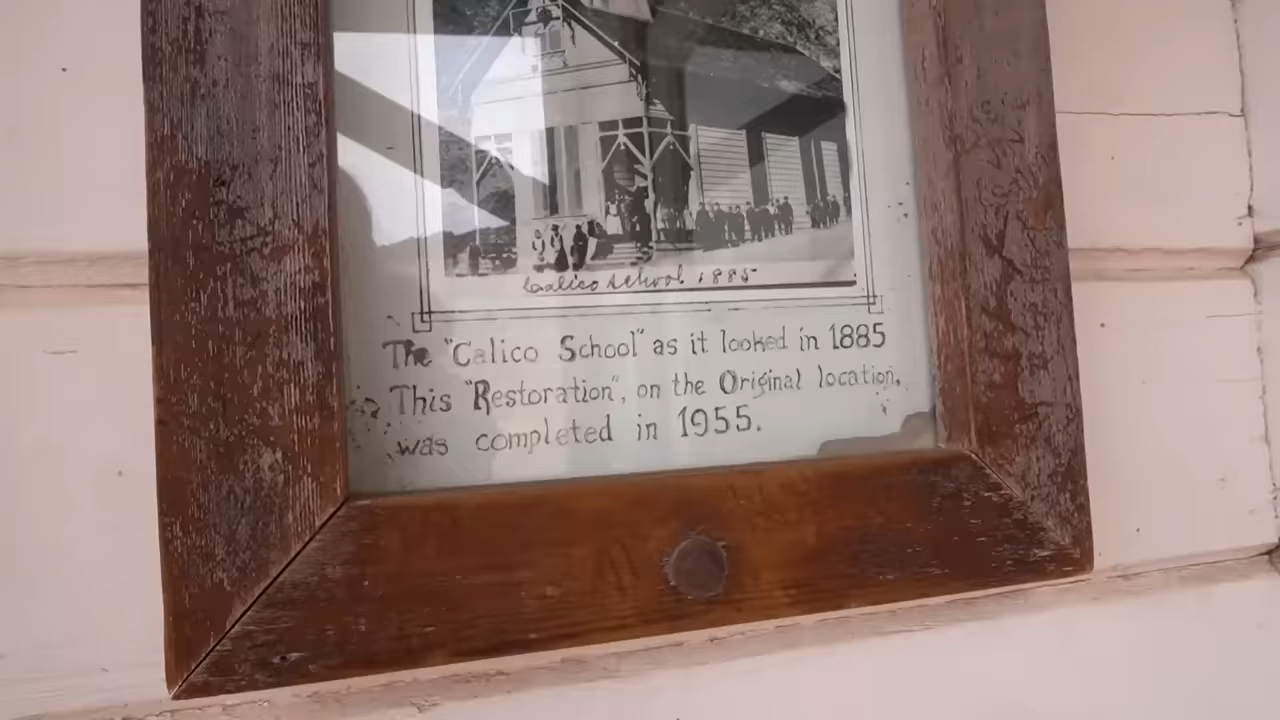 Calico School 1885
The "Calico School" as it looked in 1885
This "Restoration", on the Original location,
was completed in 1955.